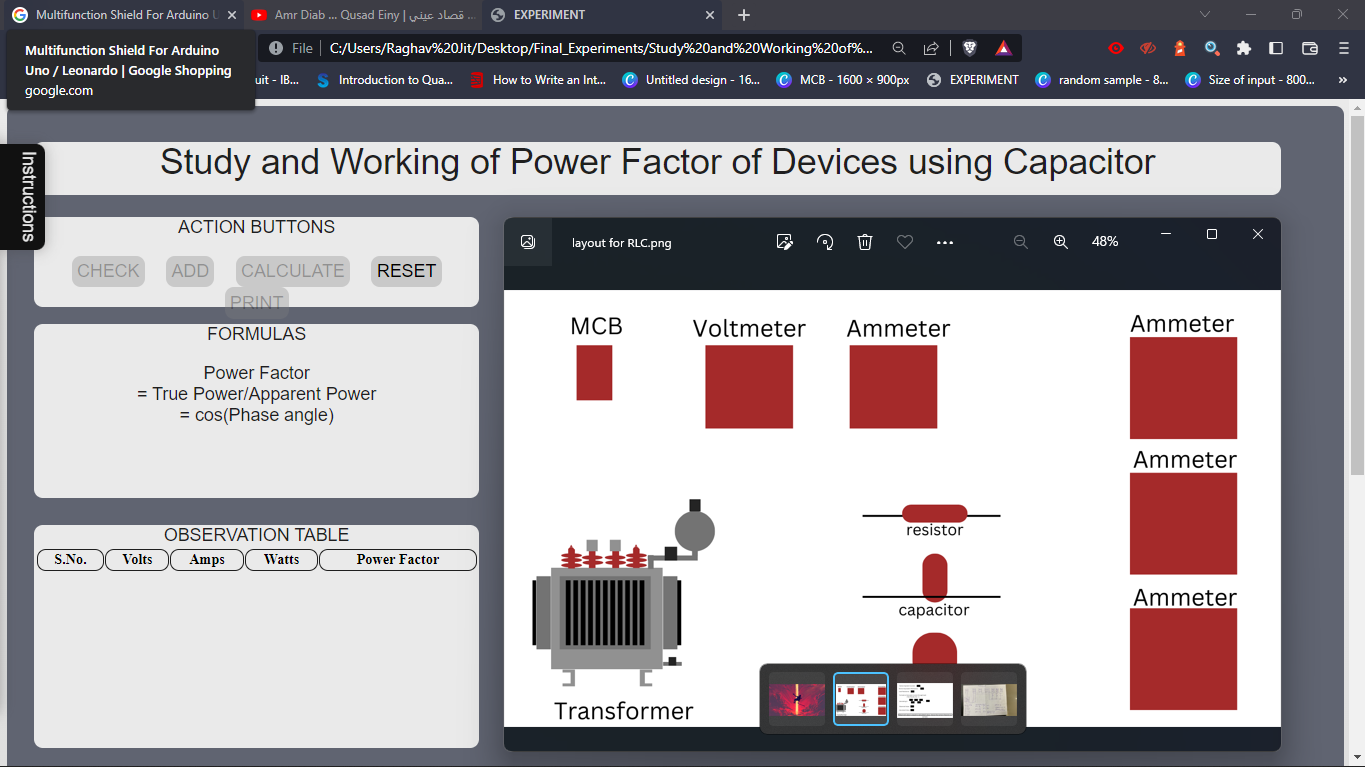 Multifunction Shield For Arduino U
Amr Diab ... Qusad Einy | قصاد عيني ...
EXPERIMENT
Multifunction Shield For Arduino
Uno / Leonardo | Google Shopping
google.com
File
C:/Users/Raghav%20Jit/Desktop/Final_Experiments/Study%20and%20Working%20of%...
uit - IB...
Introduction to Qua...
How to Write an Int...
Untitled design - 16...
MCB - 1600 × 900px
EXPERIMENT
random sample - 8...
Size of input - 800...
Instructions
Study and Working of Power Factor of Devices using Capacitor
ACTION BUTTONS
CHECK ADD CALCULATE RESET
PRINT
FORMULAS
Power Factor
= True Power/Apparent Power
= cos(Phase angle)
OBSERVATION TABLE
S.No. Volts Amps Watts Power Factor
layout for RLC.png
48%
MCB
Voltmeter
Ammeter
Ammeter
Ammeter
resistor
capacitor
Ammeter
Transformer